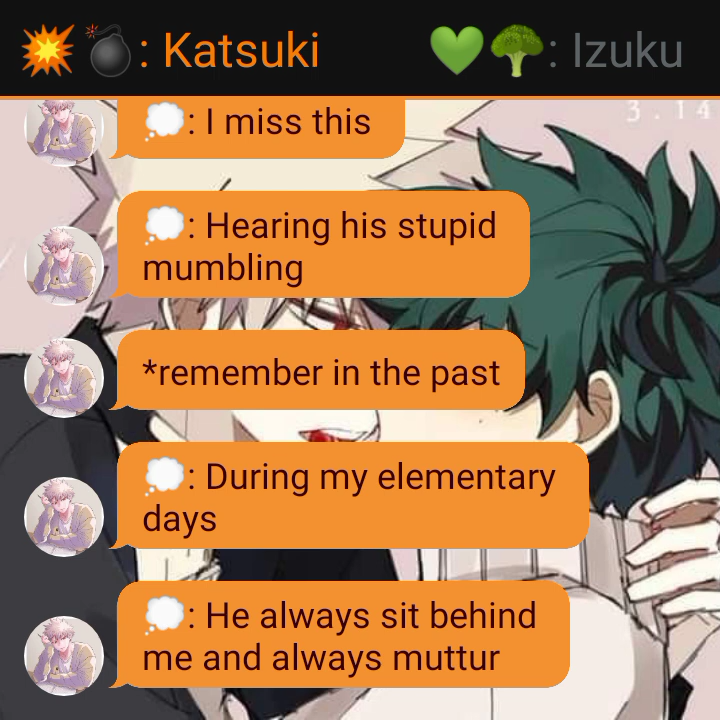 💥💣: Katsuki
💚🥦: Izuku
3.14
💭: I miss this
💭: Hearing his stupid
mumbling
*remember in the past
💭: During my elementary
days
💭: He always sit behind
me and always muttur